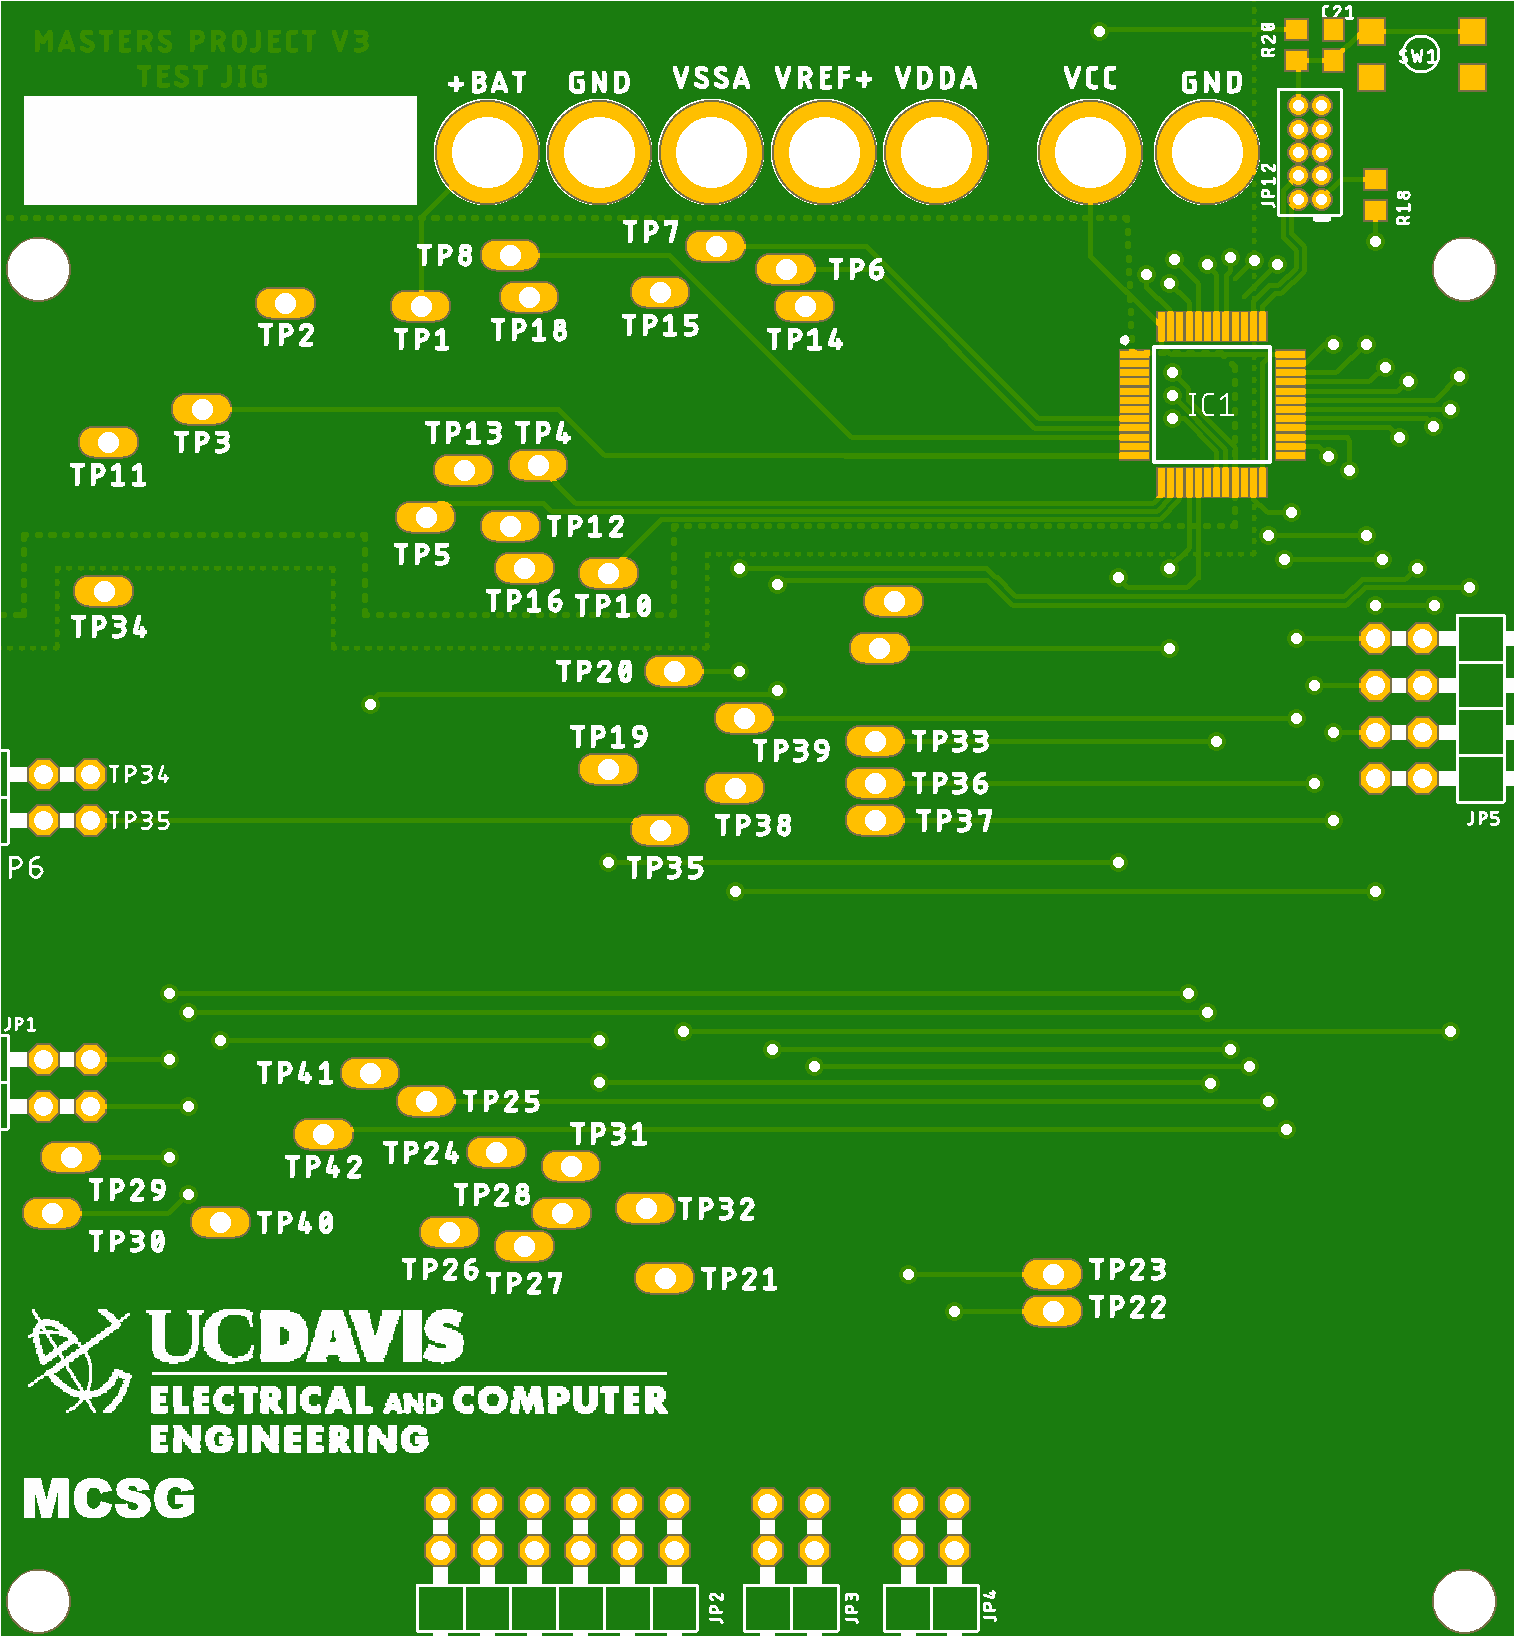 MASTERS PROJECT V3
TEST JIG
+BAT
GND
VSSA
VREF+
VDDA
VCC
GND
R20
C21
SW1
JP12
R18
TP7
TP8
TP6
TP2
TP1
TP18
TP15
TP14
IC1
TP3
TP13
TP4
TP11
TP12
TP5
TP16
TP10
TP34
TP20
TP19
TP39
TP33
TP34
TP36
TP35
TP38
TP37
JP5
P6
TP35
JP1
TP41
TP25
TP31
TP24
TP42
TP29
TP28
TP32
TP30
TP40
TP26
TP27
TP21
TP23
TP22
UCDAVIS
ELECTRICAL AND COMPUTER
ENGINEERING
MCSG
JP2
JP3
JP4